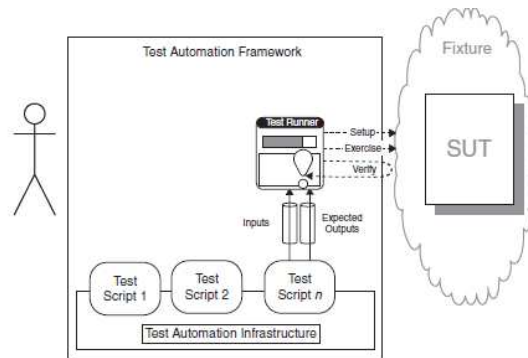 Test Automation Framework
Fixture
Test Runner
Setup
Exercise
Verify
SUT
Inputs
Expected
Outputs
Test
Script 1
Test
Script 2
Test
Script n
Test Automation Infrastructure